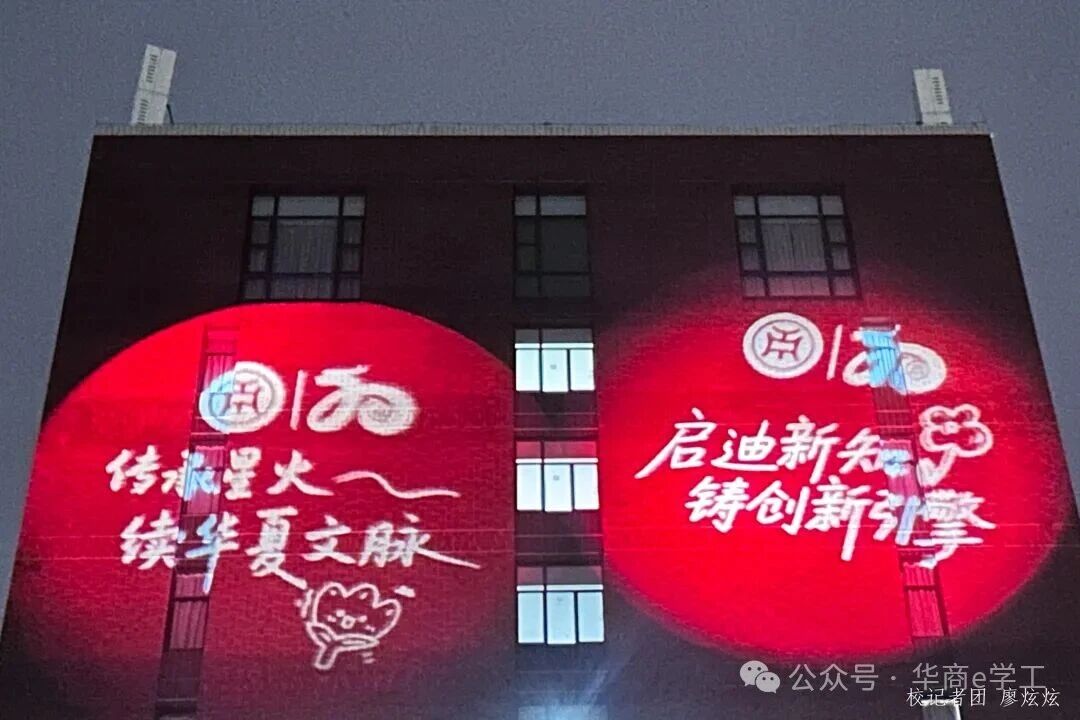 传承星火
续华夏文脉
启迪新知
铸创新引擎
公众号·华商e学工
校记者团 廖炫炫